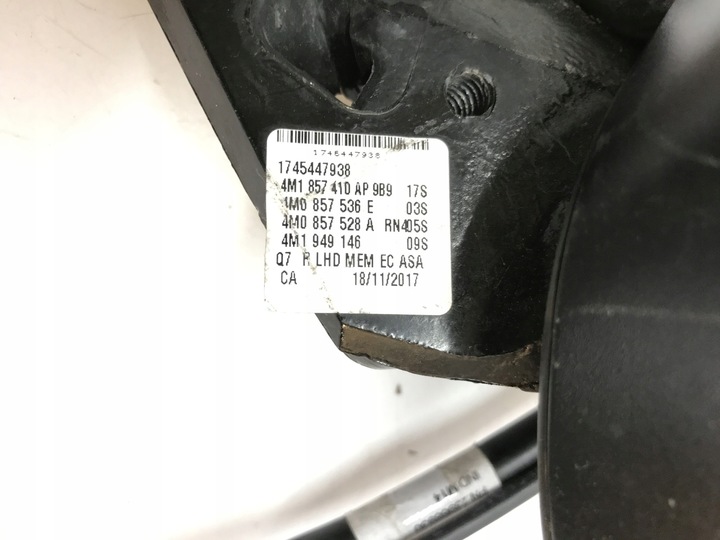 1745447938
1745447938
4M1 857 410 AP 9B9 17S
4M0 857 536 E 03S
4M0 857 528 A RN4 05S
4M1 949 146 09S
Q7 R LHD MEM EC ASA
CA 18/11/2017